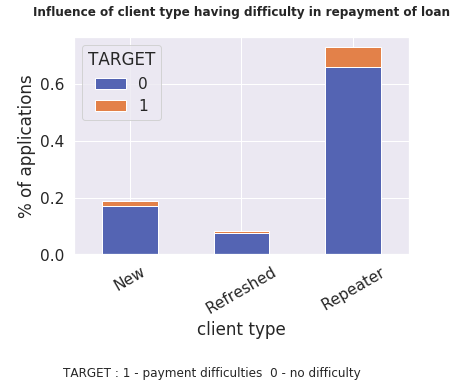 Influence of client type having difficulty in repayment of loan
TARGET
0
1
% of applications
0.6
0.4
0.2
0.0
New
Refreshed
Repeater
client type
TARGET : 1 - payment difficulties  0 - no difficulty